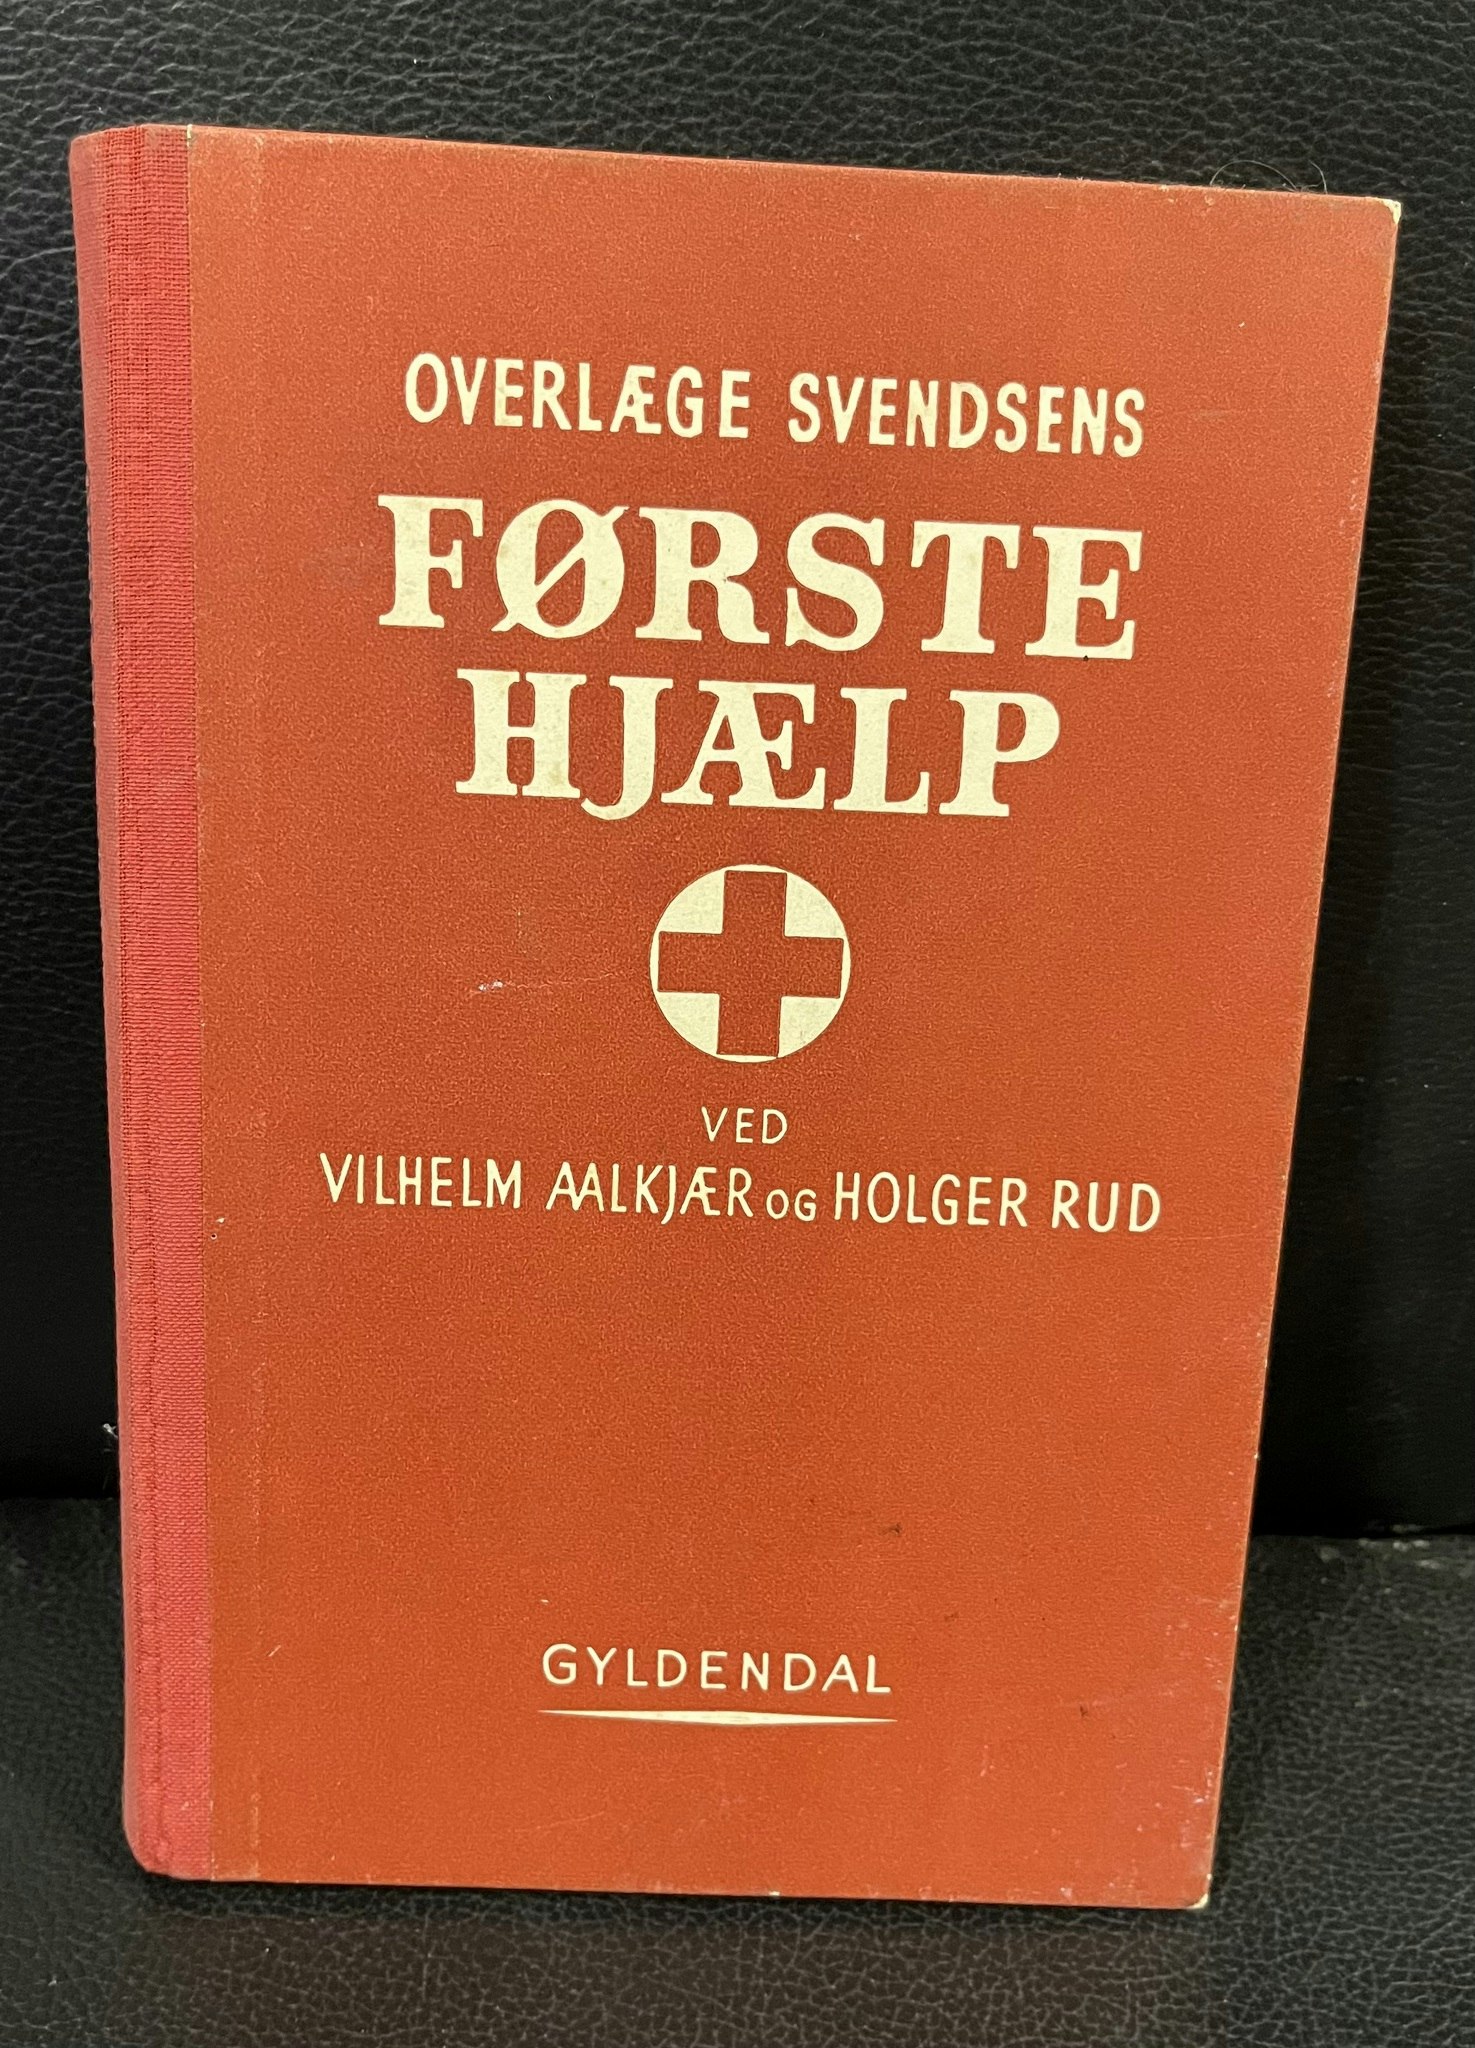 OVERLÆGE SVENDSENS
FØRSTE
HJÆLP
VED
VILHELM AALKJÆR OG HOLGER RUD
GYLDENDAL